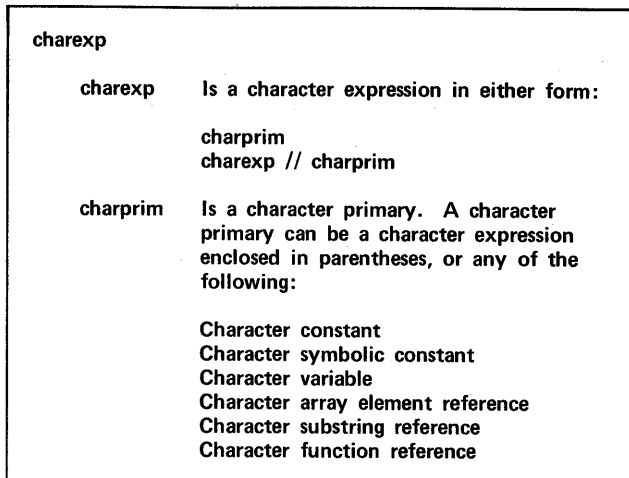 charexp
charexp Is a character expression in either form:
charprim
charexp // charprim
charprim Is a character primary. A character
primary can be a character expression
enclosed in parentheses, or any of the
following:
Character constant
Character symbolic constant
Character variable
Character array element reference
Character substring reference
Character function reference